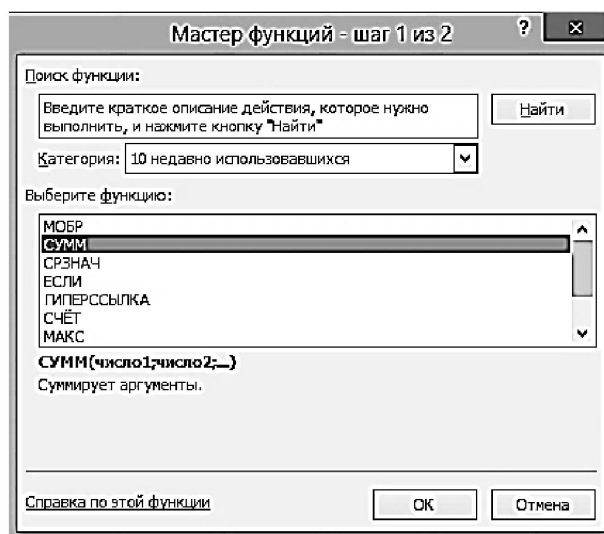 Мастер функций - шаг 1 из 2 ?
Поиск функции:
Введите краткое описание действия, которое нужно
выполнить, и нажмите кнопку "Найти"
Найти
Категория: 10 недавно использовавшихся
Выберите функцию:
МОБР
СУММ
СРЗНАЧ
ЕСЛИ
ГИПЕРССЫЛКА
СЧЁТ
МАКС
СУММ(число1;число2;...)
Суммирует аргументы.
Справка по этой функции
ОК
Отмена